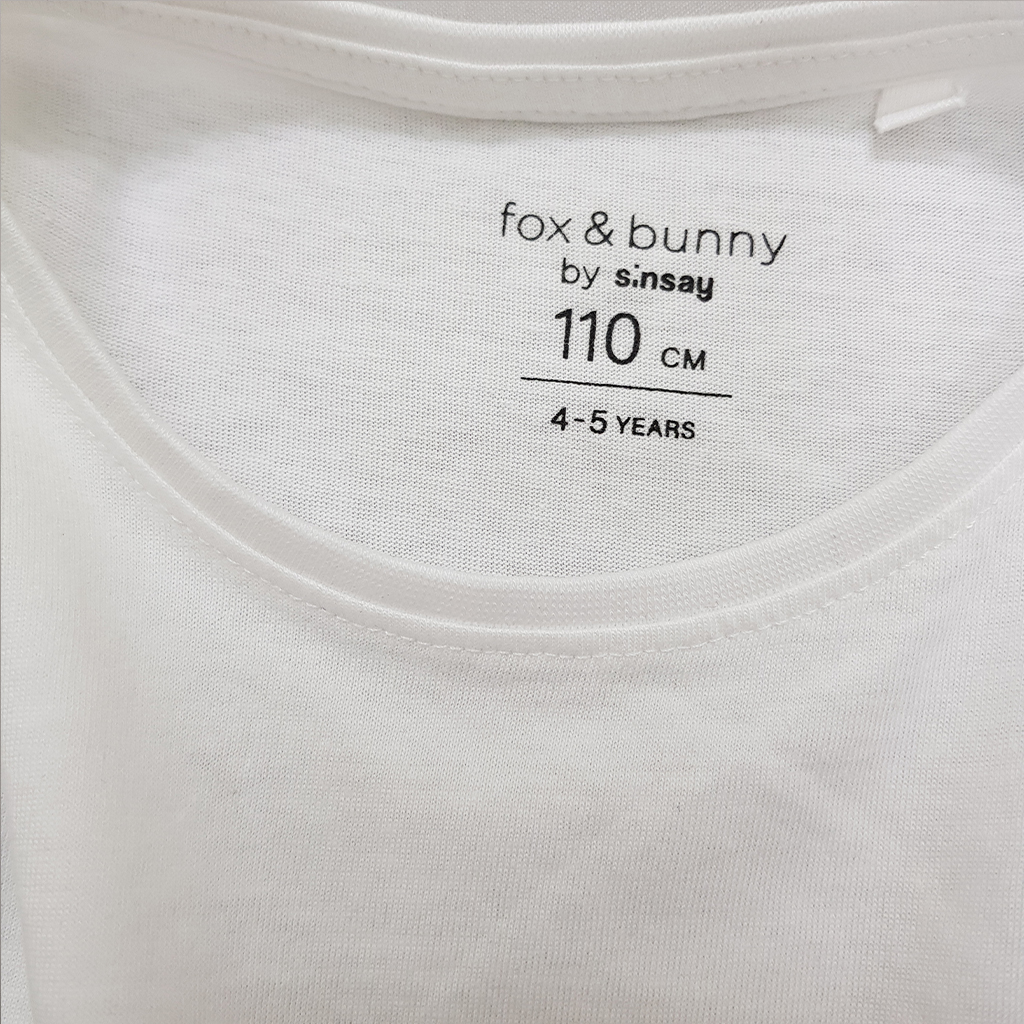 fox & bunny
by sinsay
110 CM
4-5 YEARS